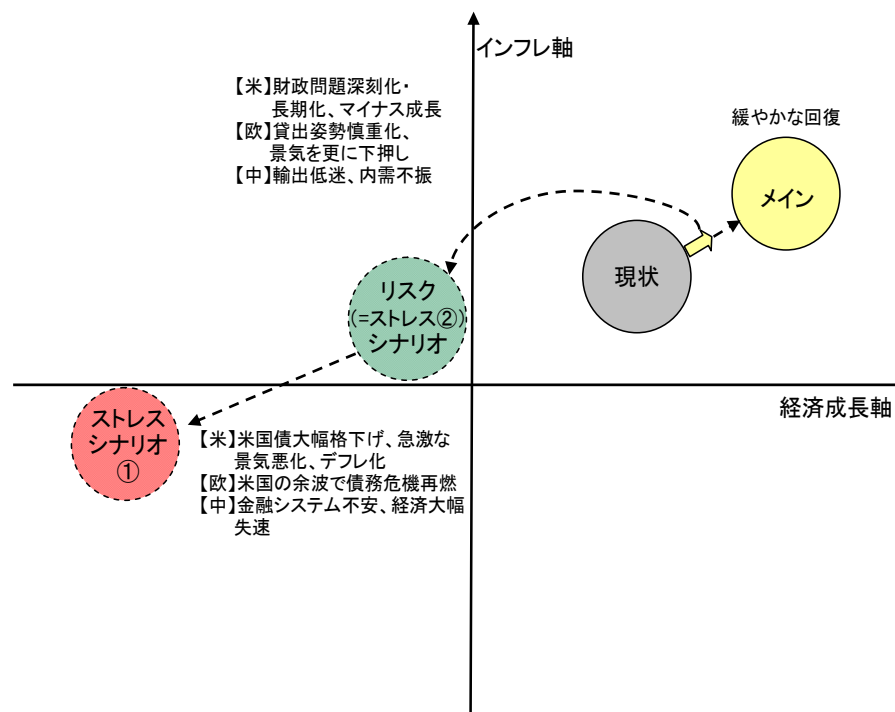 インフレ軸
【米】財政問題深刻化・
長期化、マイナス成長
【欧】貸出姿勢慎重化、
景気を更に下押し
【中】輸出低迷、内需不振
緩やかな回復
メイン
現状
リスク
(=ストレス②)
シナリオ
経済成長軸
ストレス
シナリオ
①
【米】米国債大幅格下げ、急激な
景気悪化、デフレ化
【欧】米国の余波で債務危機再燃
【中】金融システム不安、経済大幅
失速